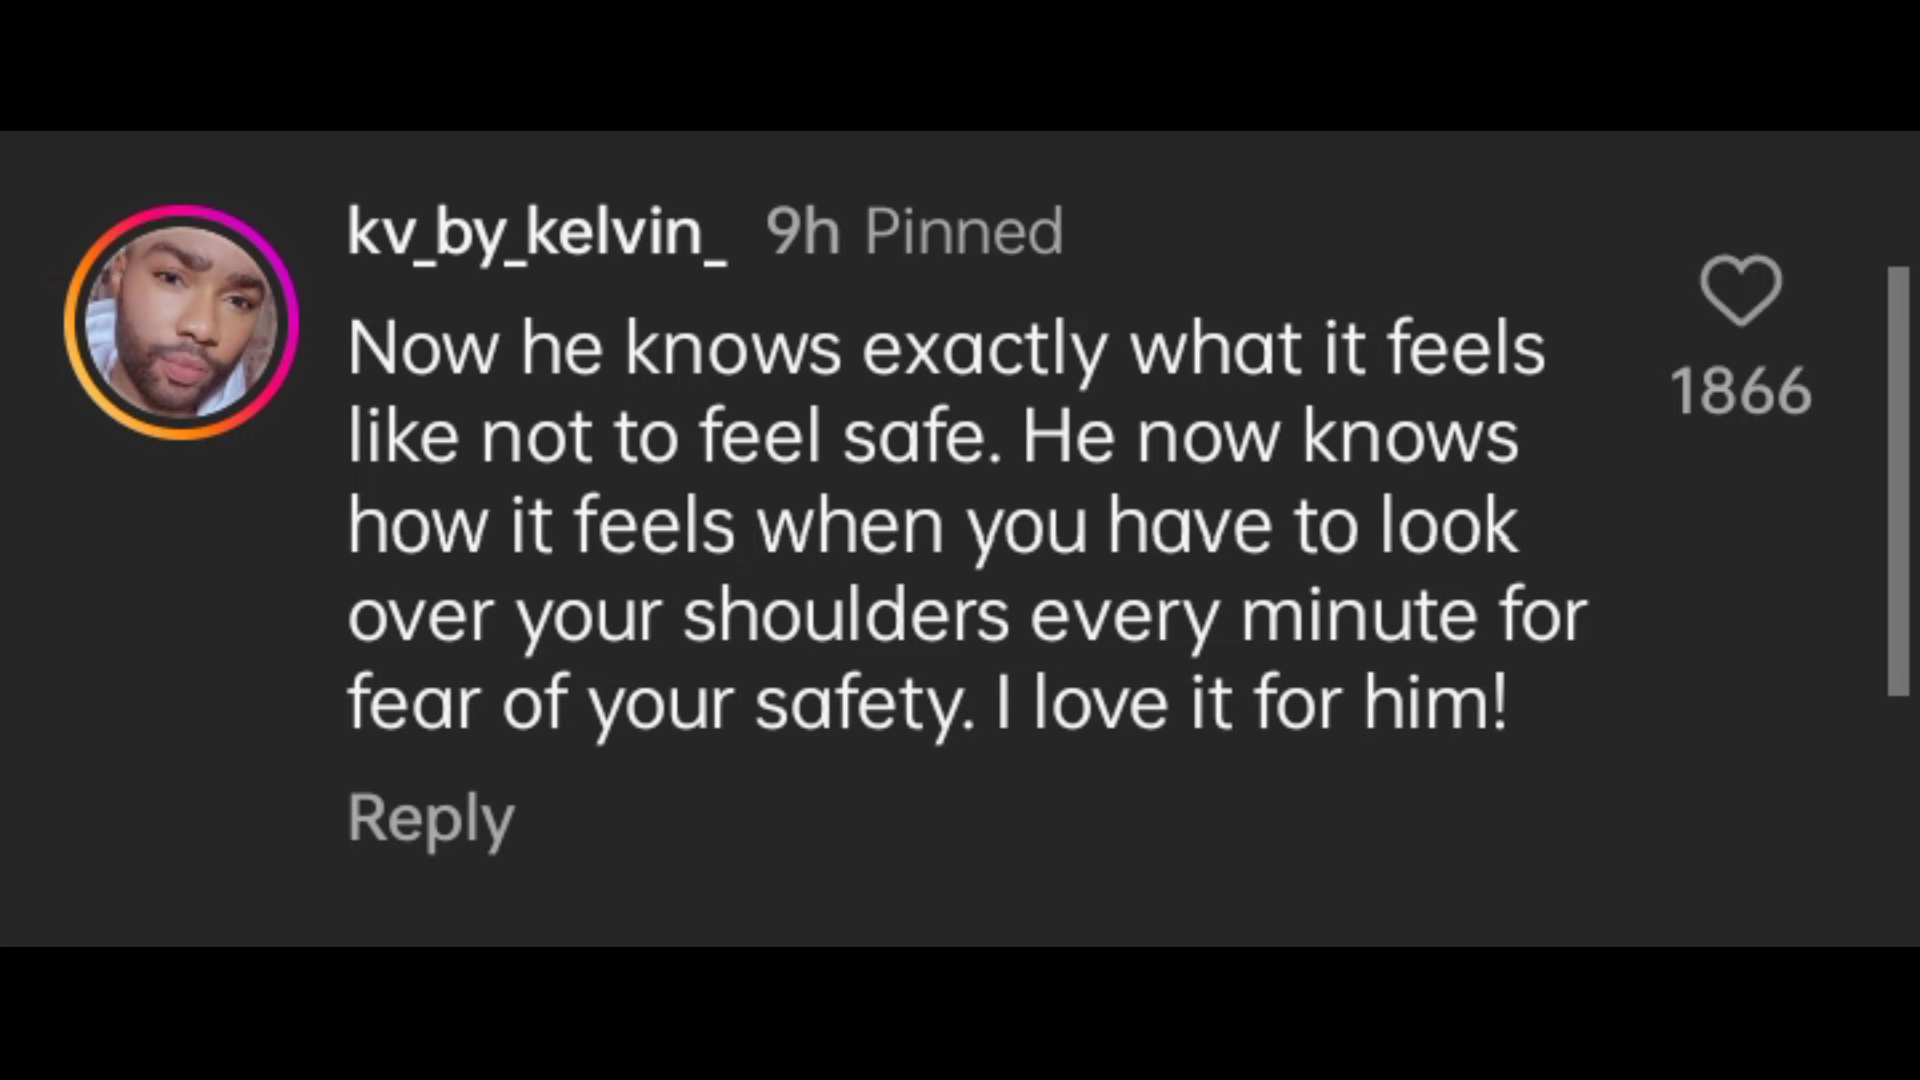 kv_by_kelvin_ 9h Pinned
Now he knows exactly what it feels
like not to feel safe. He now knows
how it feels when you have to look
over your shoulders every minute for
fear of your safety. I love it for him!
1866
Reply